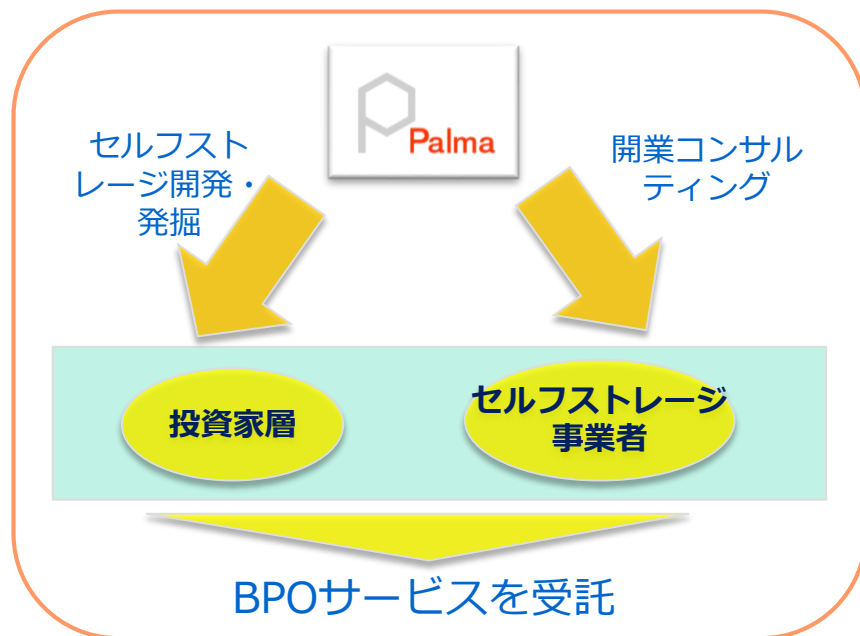 Palma
セルフスト
レージ開発・
発掘
開業コンサル
ティング
投資家層
セルフストレージ
事業者
BPOサービスを受託